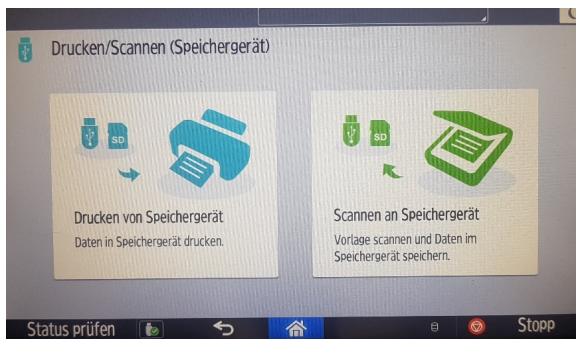 Drucken/Scannen (Speichergerät)
SD
SD
Drucken von Speichergerät
Daten in Speichergerät drucken.
Scannen an Speichergerät
Vorlage scannen und Daten im
Speichergerät speichern.
Status prüfen
Stopp